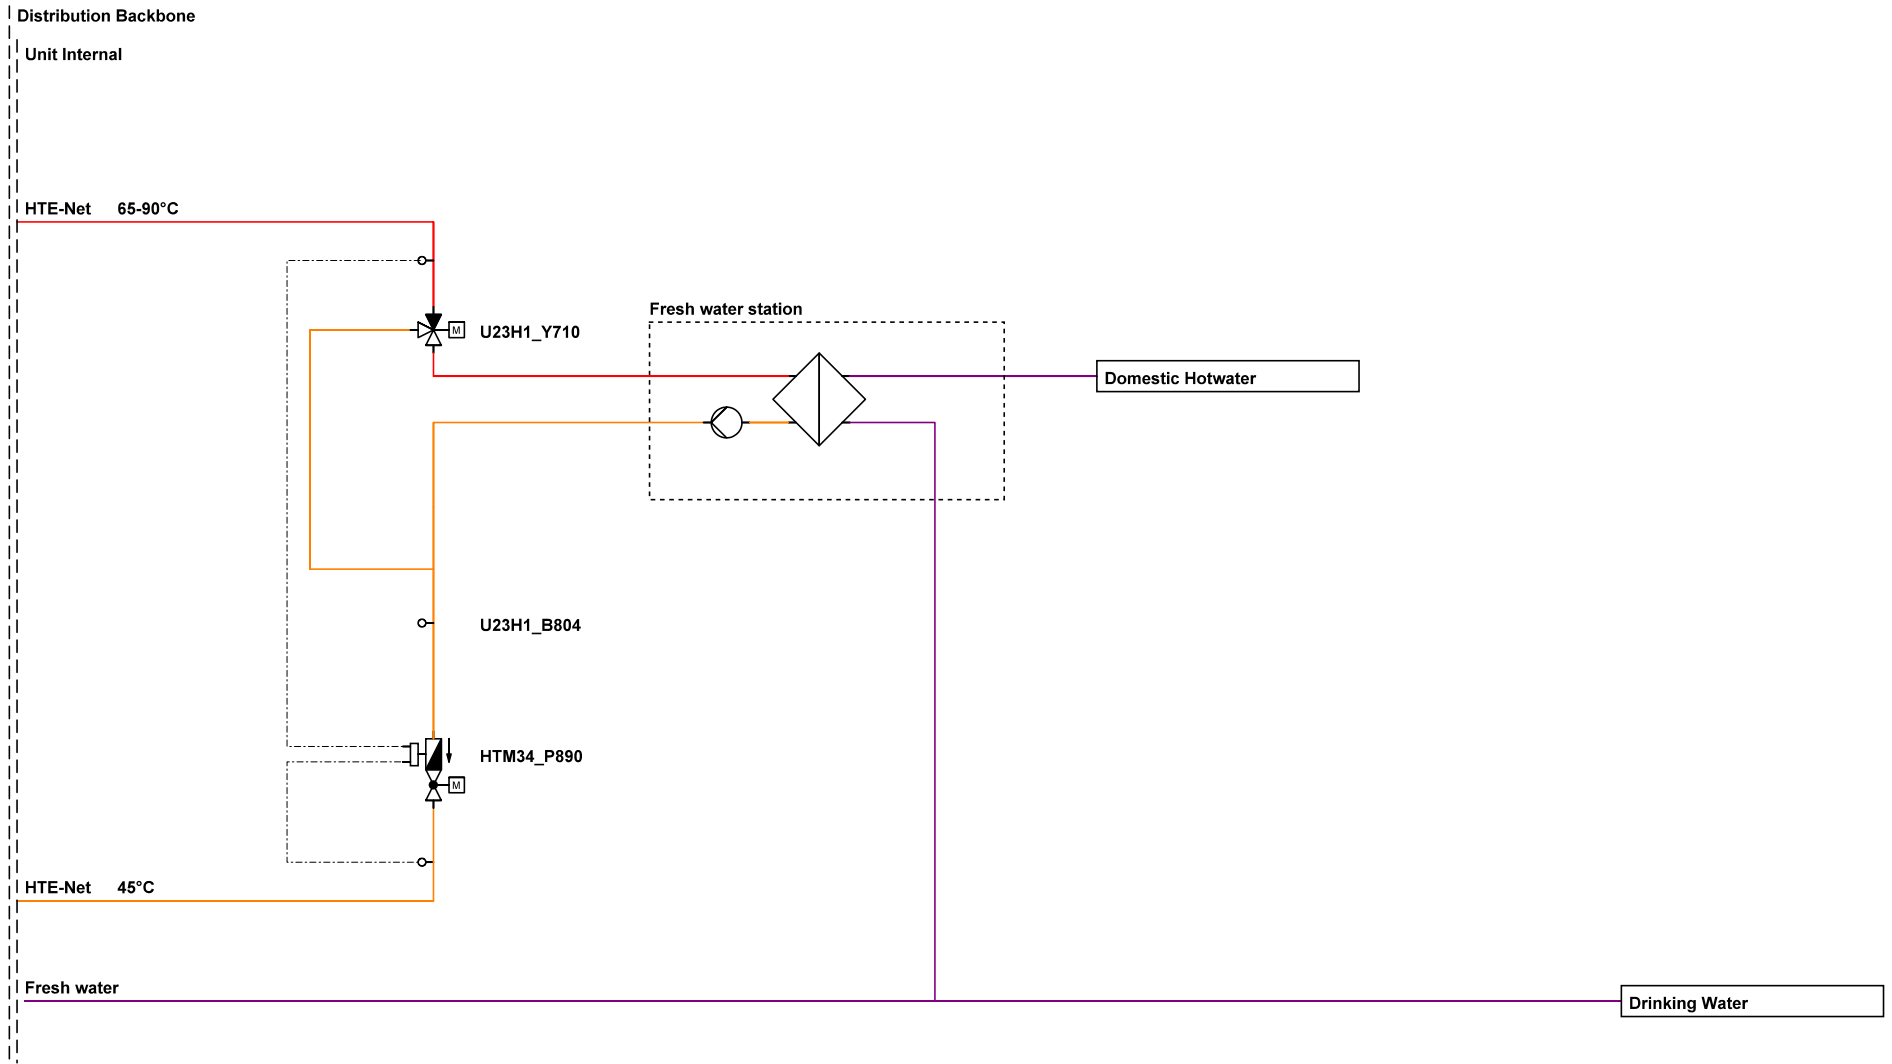 Distribution Backbone
Unit Internal
HTE-Net 65-90°C
Fresh water station
M
U23H1_Y710
Domestic Hotwater
U23H1_B804
HTM34_P890
M
HTE-Net 45°C
Fresh water
Drinking Water